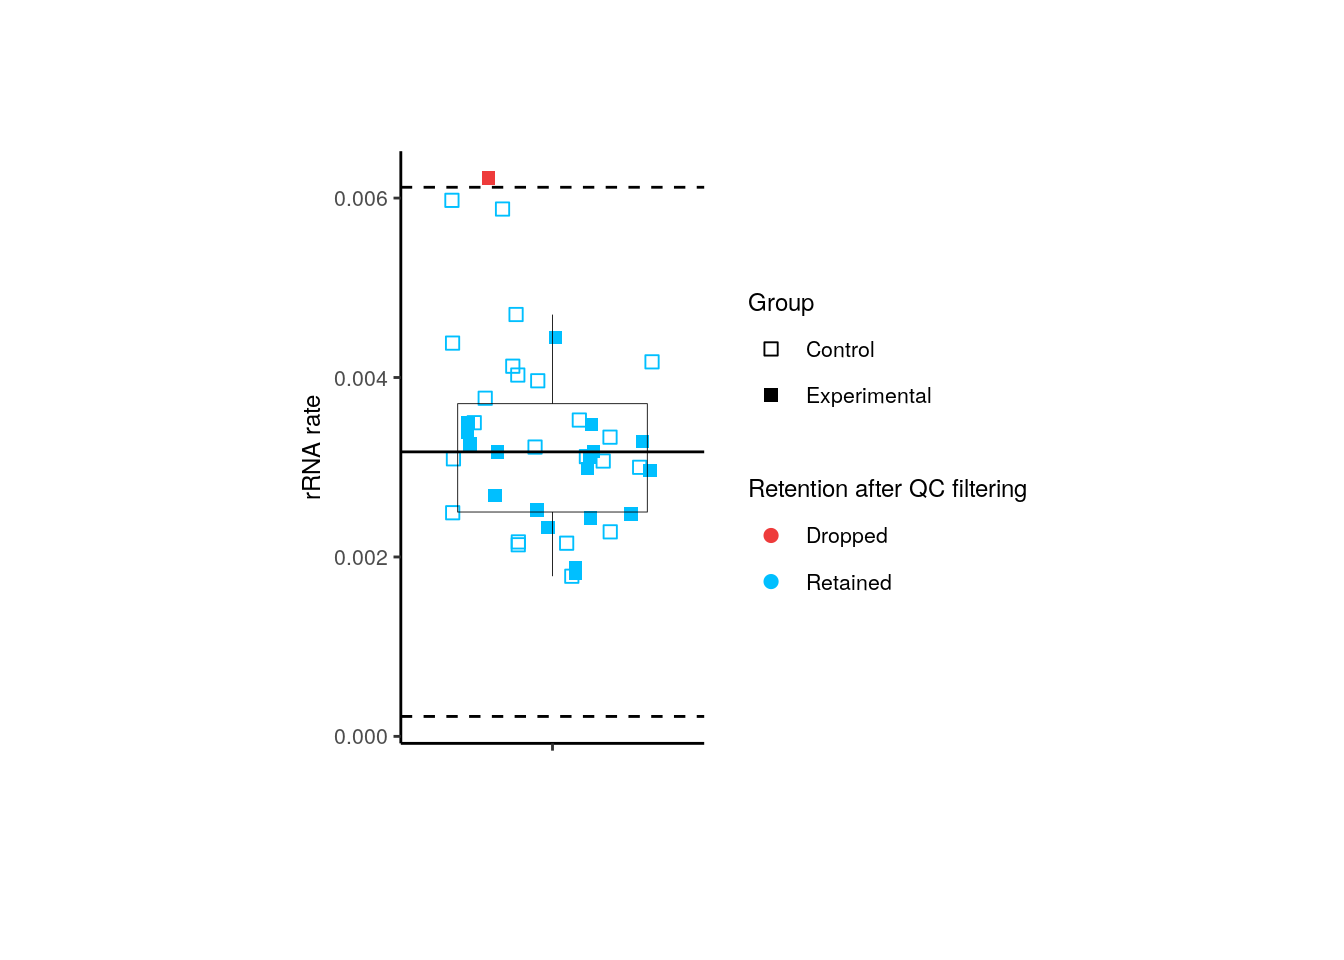 rRNA rate
0.006
0.004
0.002
0.000
Group
Control
Experimental
Retention after QC filtering
Dropped
Retained